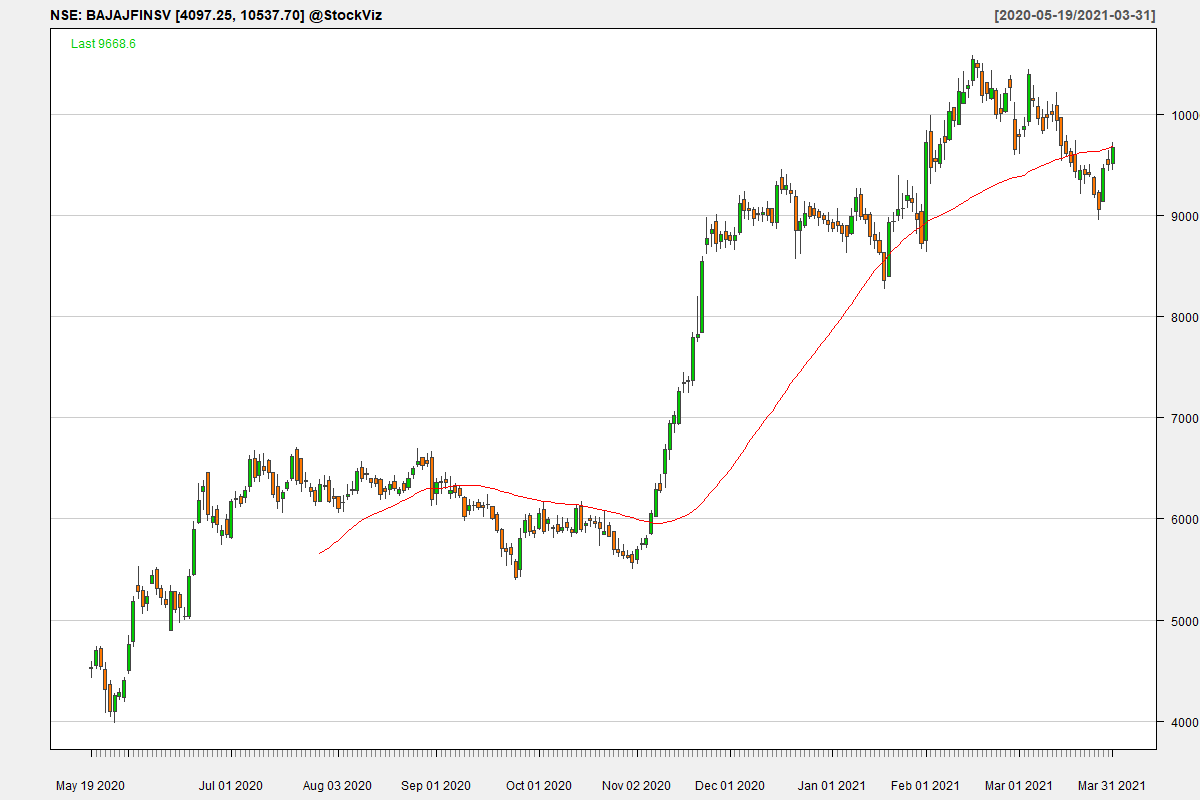 NSE: BAJAJFINSV [4097.25, 10537.70] @StockViz [2020-05-19/2021-03-31]
Last 9668.6
1000
9000
8000
7000
6000
5000
4000
May 19 2020 Jul 01 2020 Aug 03 2020 Sep 01 2020 Oct 01 2020 Nov 02 2020 Dec 01 2020 Jan 01 2021 Feb 01 2021 Mar 01 2021 Mar 31 2021